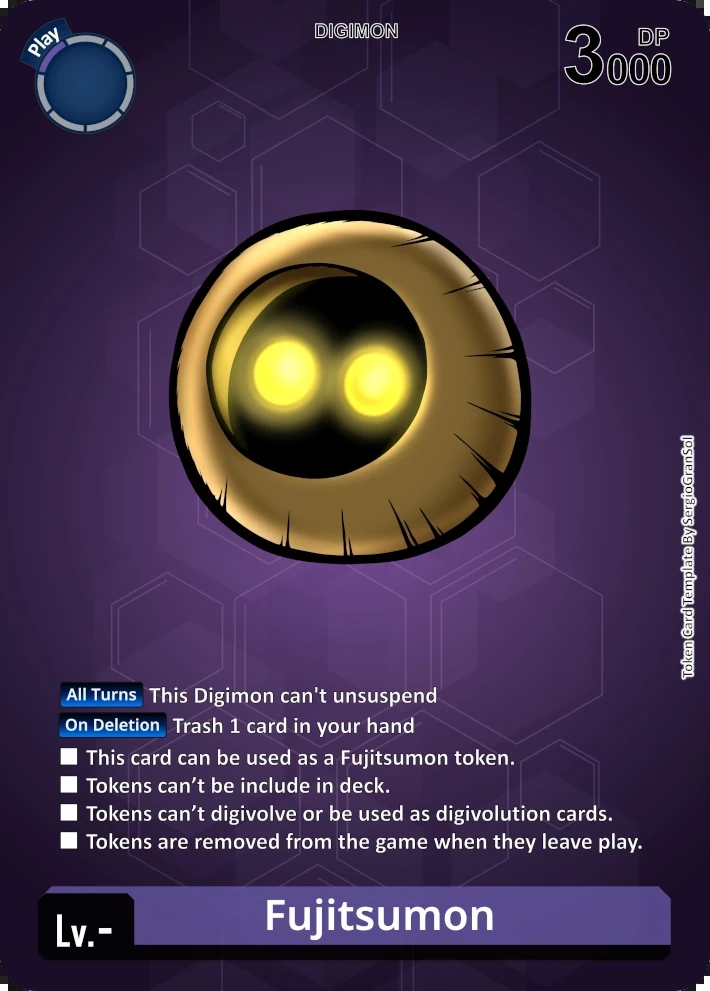 Play
DIGIMON
DP
3000
Token Card Template By SergioGranSol
All Turns This Digimon can't unsuspend
On Deletion Trash 1 card in your hand
This card can be used as a Fujitsumon token.
Tokens can’t be include in deck.
Tokens can’t digivolve or be used as digivolution cards.
Tokens are removed from the game when they leave play.
Lv.-
Fujitsumon